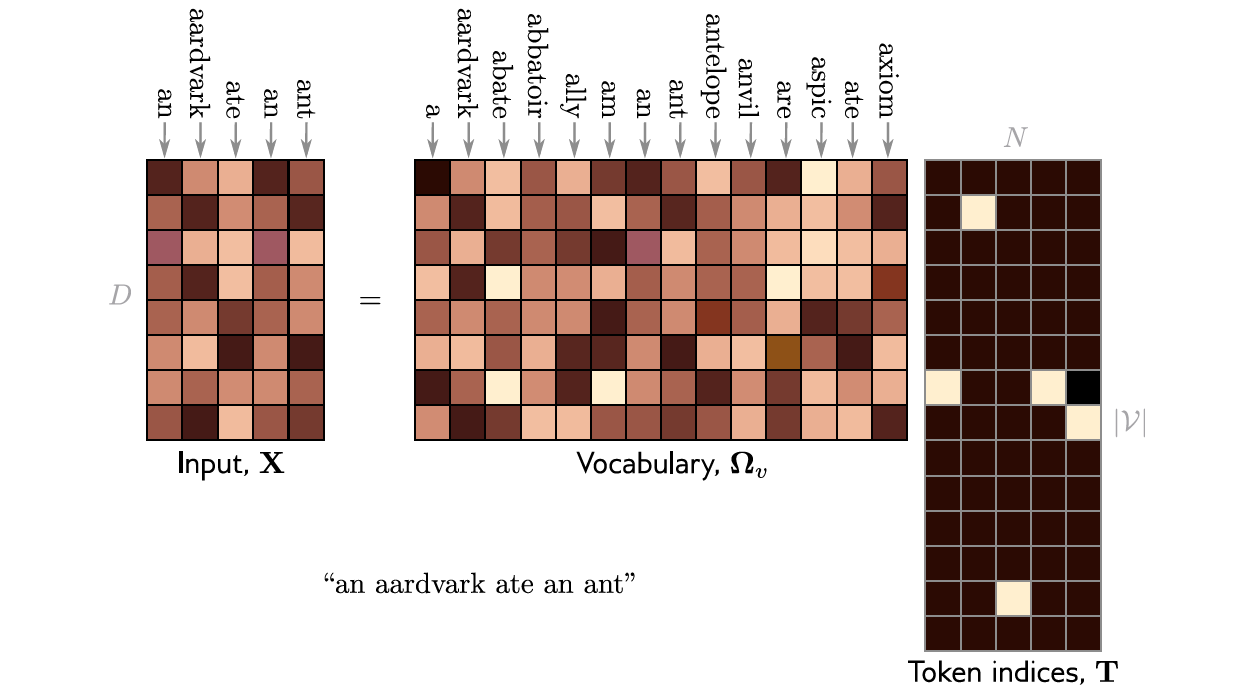 an
aardvark
ate
an
ant
a
aardvark
abate
abbatoir
ally
am
an
ant
antelope
anvil
are
aspic
ate
axiom
N
D
=
|𝒱|
Input, X
Vocabulary, Ωᵥ
“an aardvark ate an ant”
Token indices, T